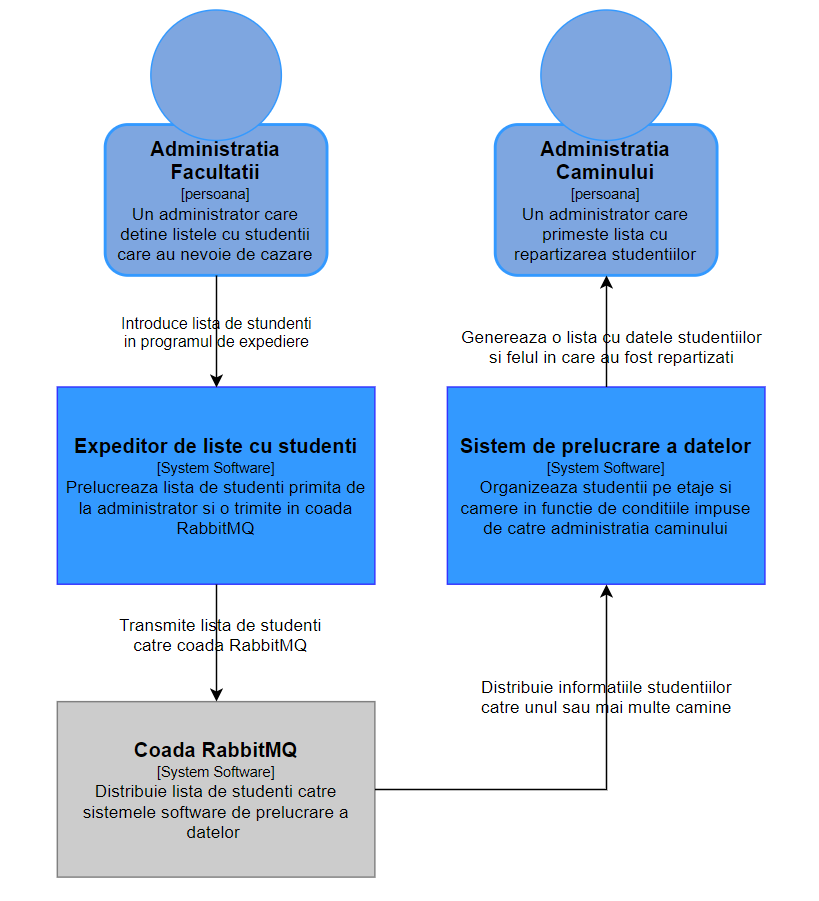 Administratia
Facultatii
[persoana]
Un administrator care
detine listele cu studentii
care au nevoie de cazare
Administratia
Caminului
[persoana]
Un administrator care
primeste lista cu
repartizarea studentiilor
Introduce lista de stundenti
in programul de expediere
Genereaza o lista cu datele studentiilor
si felul in care au fost repartizati
Expeditor de liste cu studenti
[System Software]
Prelucreaza lista de studenti primita de
la administrator si o trimite in coada
RabbitMQ
Sistem de prelucrare a datelor
[System Software]
Organizeaza studentii pe etaje si
camere in functie de conditiile impuse
de catre administratia caminului
Transmite lista de studenti
catre coada RabbitMQ
Distribuie informatiile studentiilor
catre unul sau mai multe camine
Coada RabbitMQ
[System Software]
Distribuie lista de studenti catre
sistemele software de prelucrare a
datelor